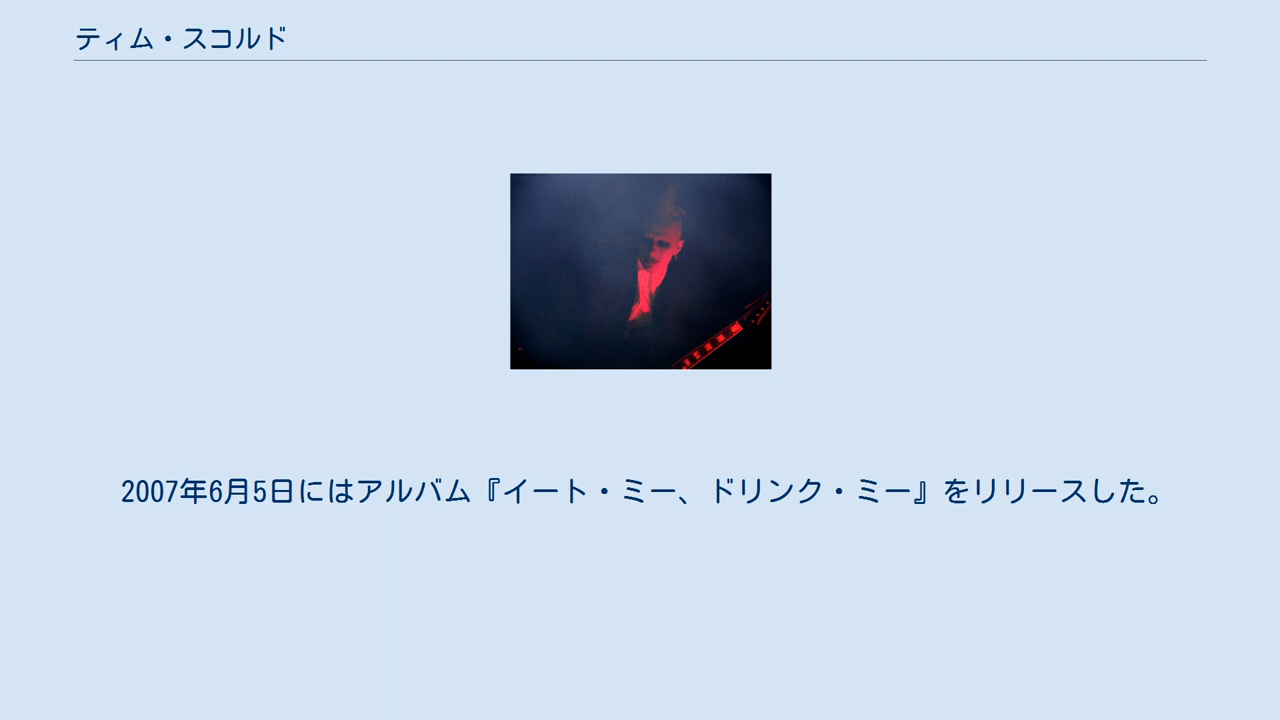 ティム・スコルド
2007年6月5日にはアルバム『イート・ミー、ドリンク・ミー』をリリースした。